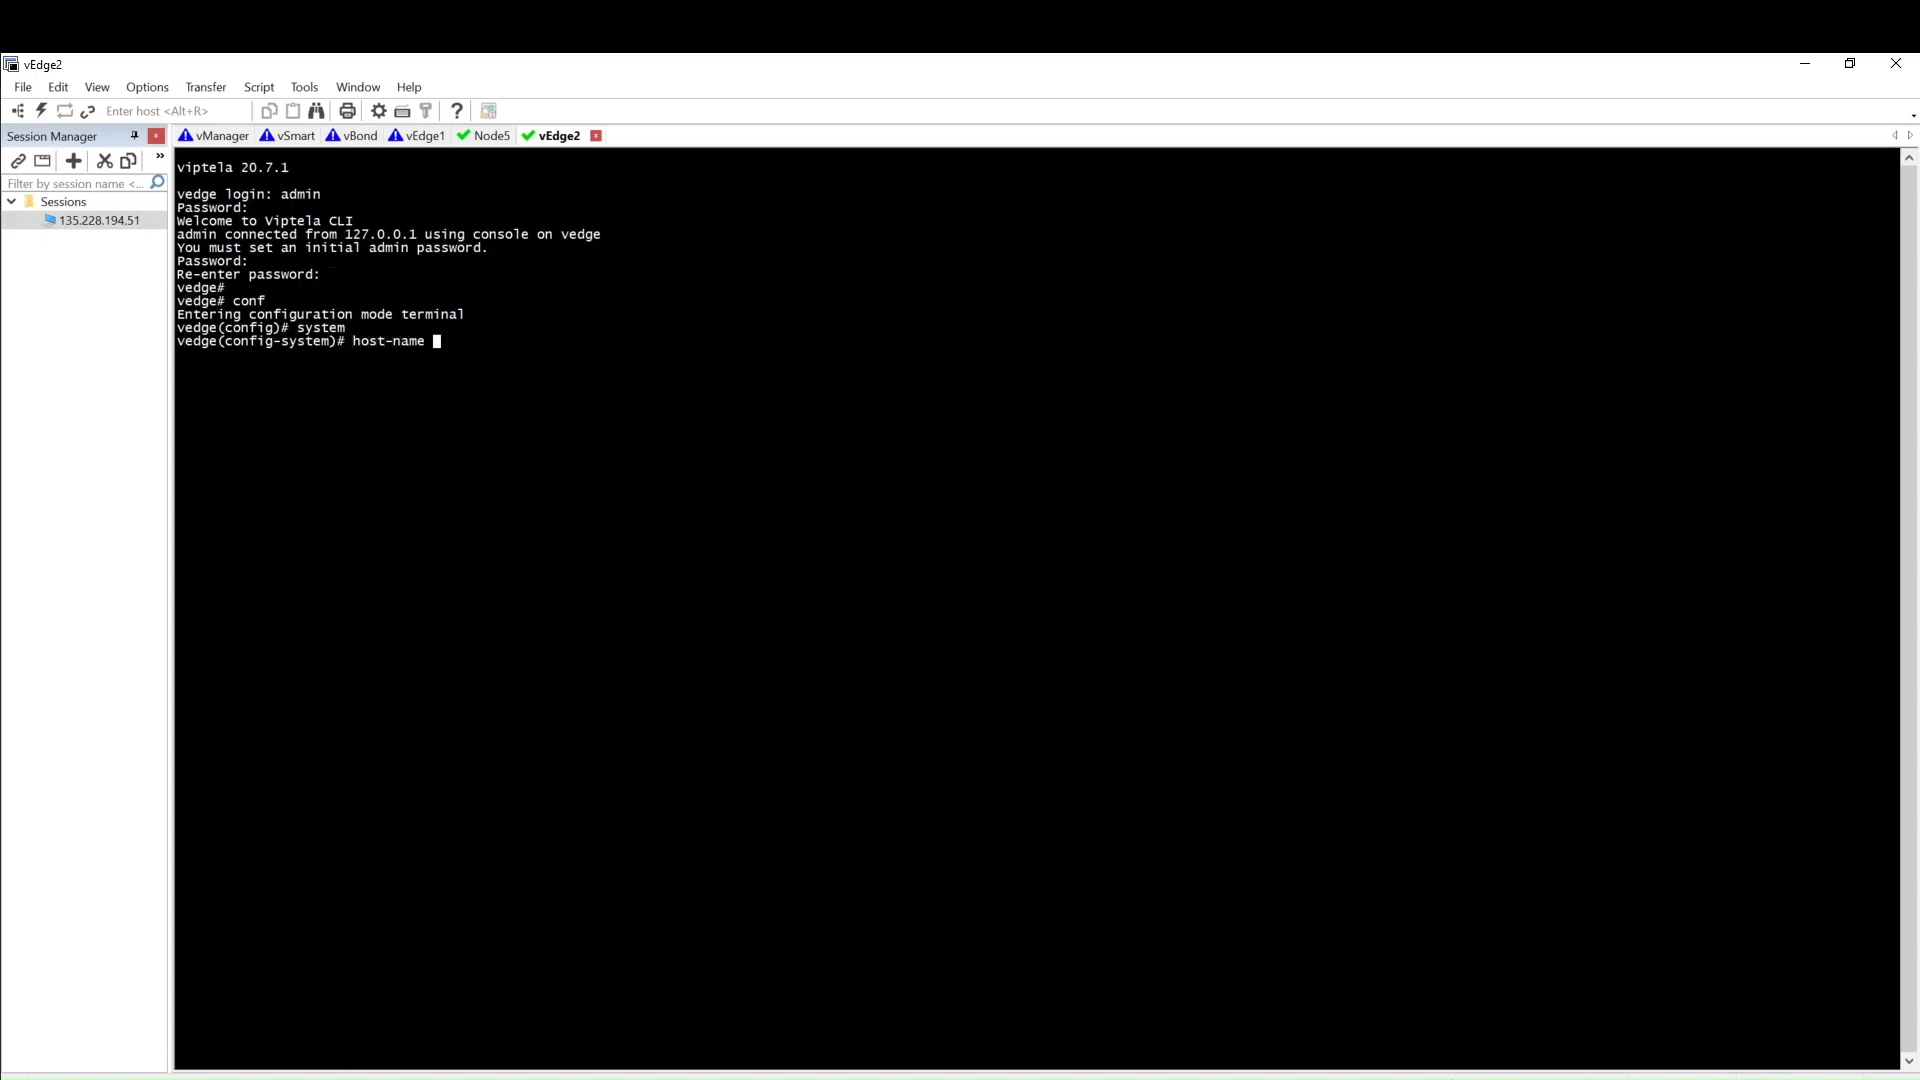 vEdge2
File Edit View Options Transfer Script Tools Window Help
Enter host <Alt+R>
Session Manager
vManager vSmart vBond vEdge1 Node5 vEdge2
Filter by session name <...
Sessions
135.228.194.51
viptela 20.7.1
vedge login: admin
Password:
Welcome to Viptela CLI
admin connected from 127.0.0.1 using console on vedge
You must set an initial admin password.
Password:
Re-enter password:
vedge#
vedge# conf
Entering configuration mode terminal
vedge(config)# system
vedge(config-system)# host-name